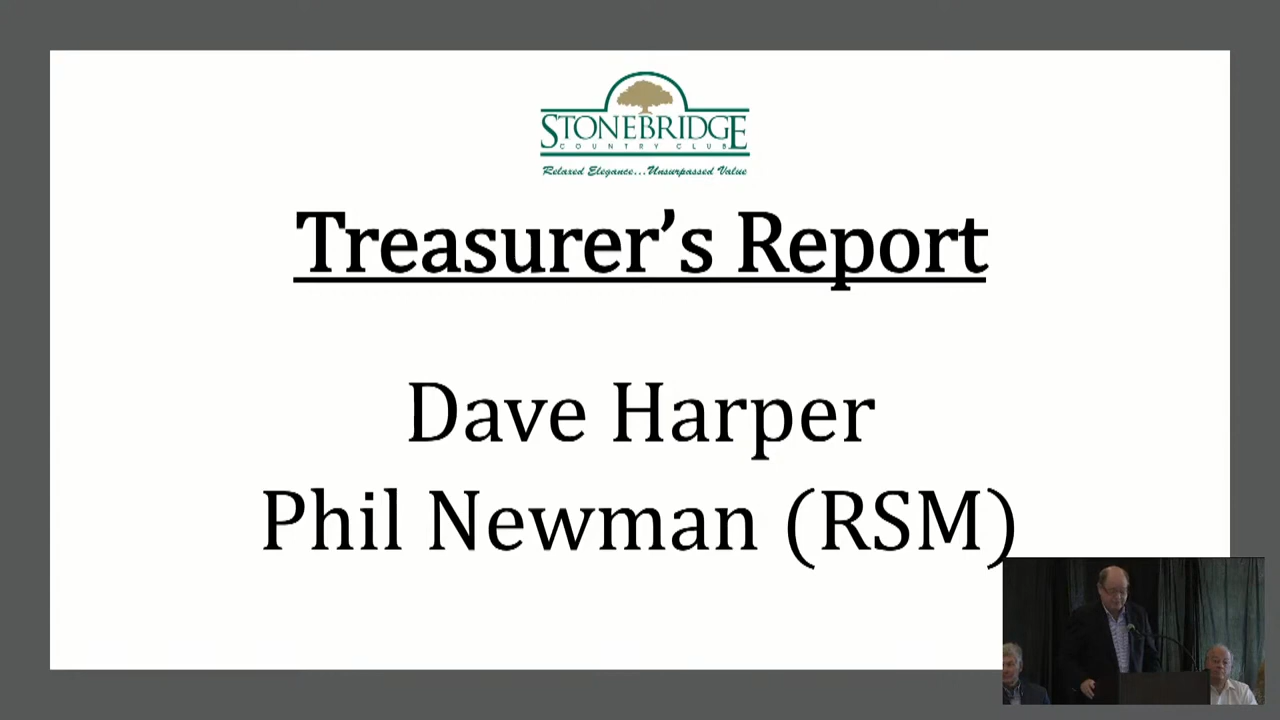 STONEBRIDGE
COUNTRY CLUB
Relaxed Elegance...Unsurpassed Value
Treasurer’s Report
Dave Harper
Phil Newman (RSM)